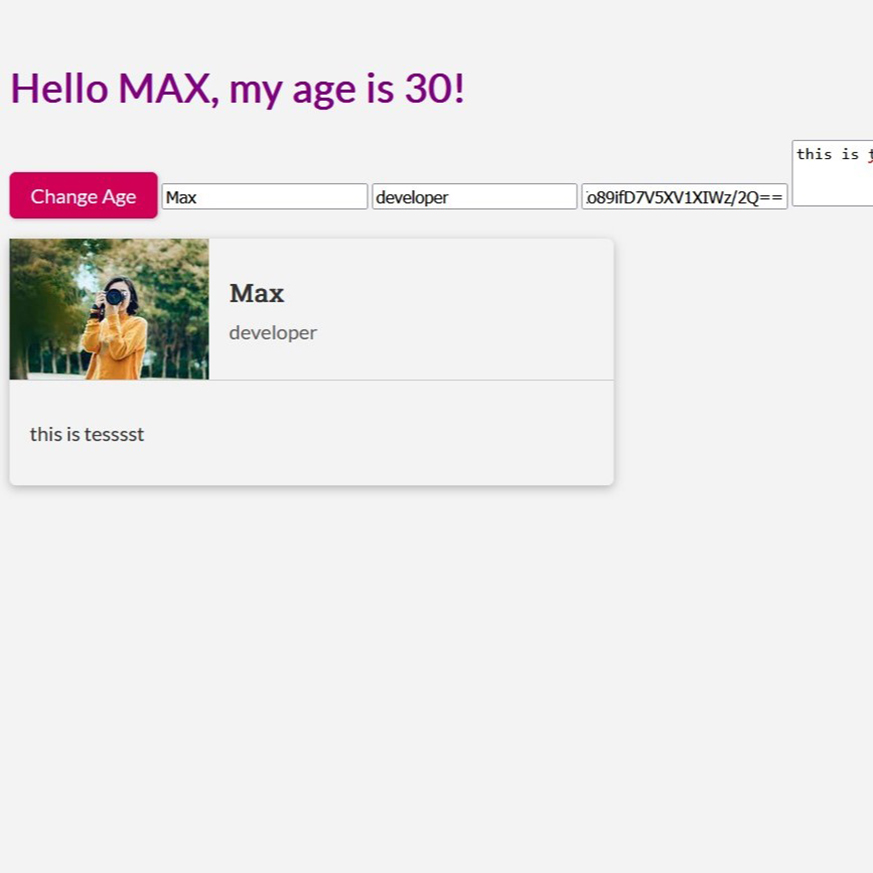 Hello MAX, my age is 30!
this is
Change Age Max developer o89ifD7V5XV1XIWz/2Q==
Max
developer
this is tesssst